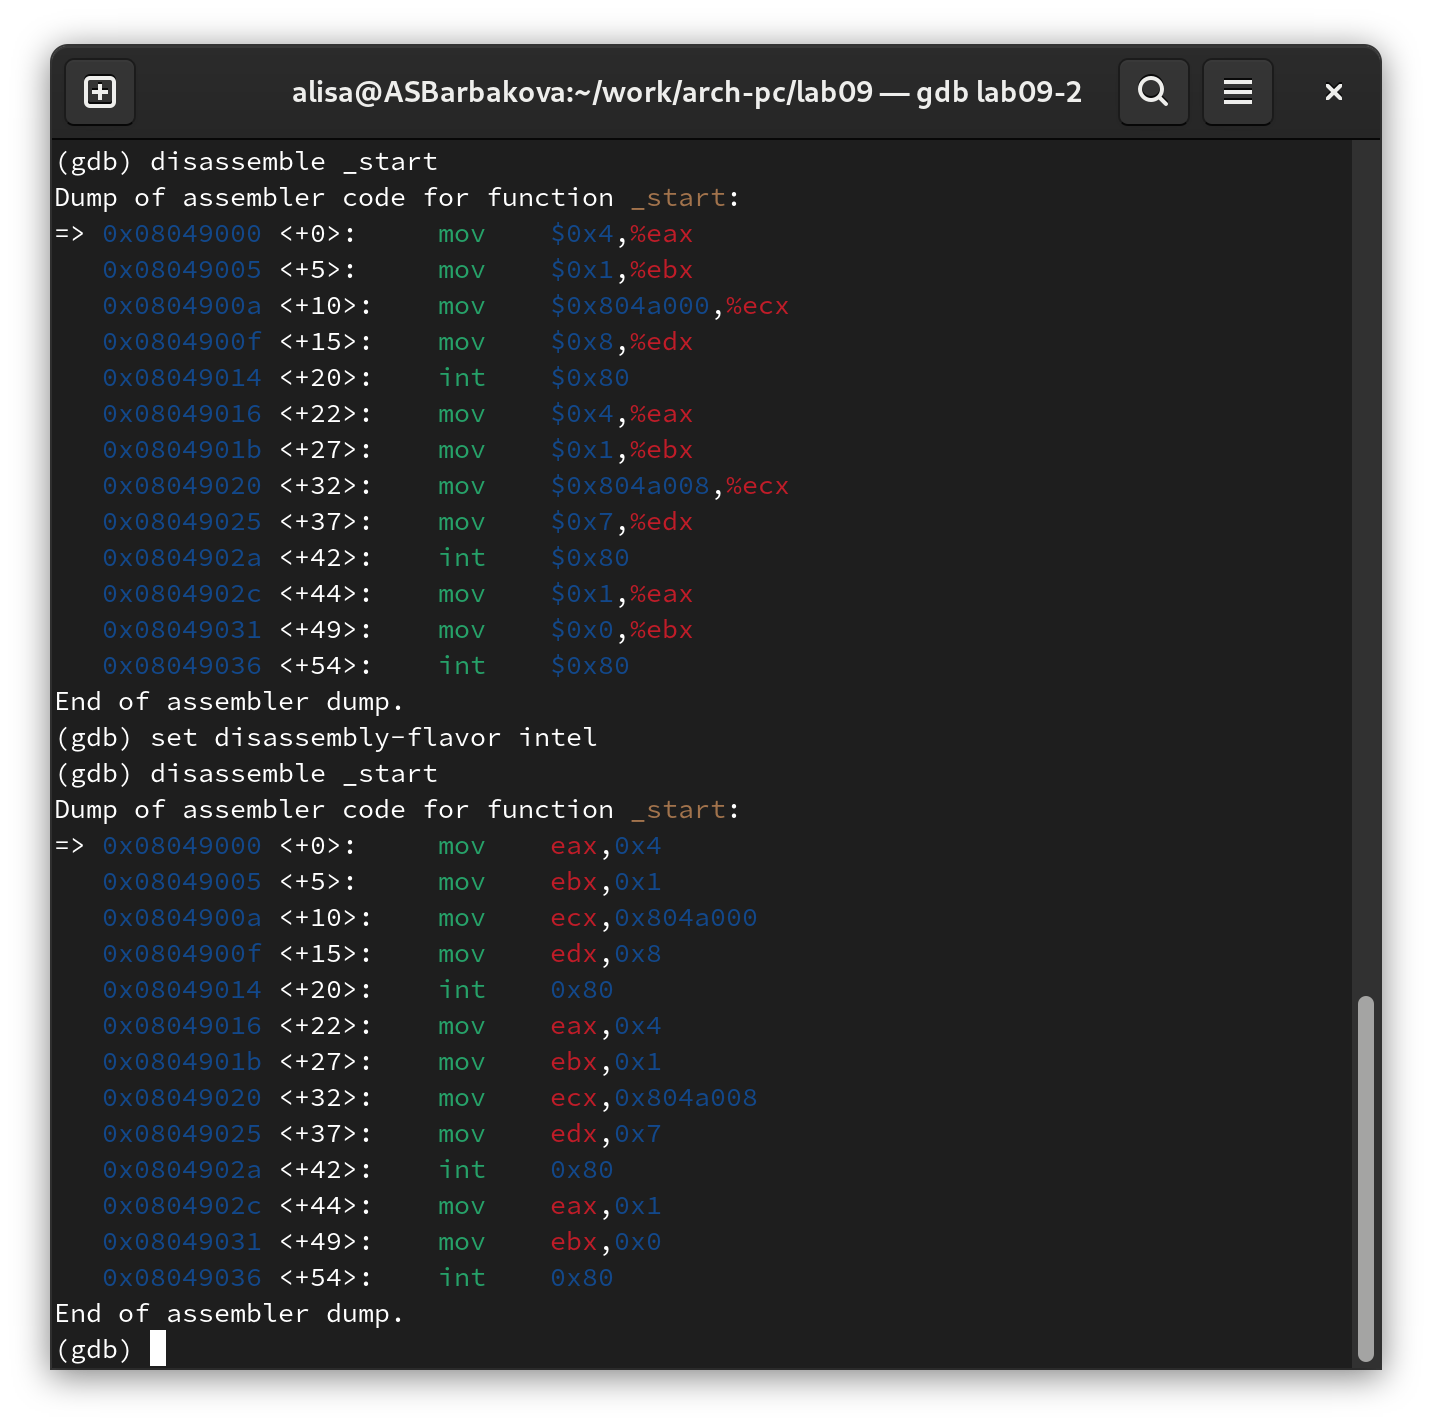 alisa@ASBarbakova:~/work/arch-pc/lab09 — gdb lab09-2
(gdb) disassemble _start
Dump of assembler code for function _start:
=> 0x08049000 <+0>:     mov    $0x4,%eax
   0x08049005 <+5>:     mov    $0x1,%ebx
   0x0804900a <+10>:    mov    $0x804a000,%ecx
   0x0804900f <+15>:    mov    $0x8,%edx
   0x08049014 <+20>:    int    $0x80
   0x08049016 <+22>:    mov    $0x4,%eax
   0x0804901b <+27>:    mov    $0x1,%ebx
   0x08049020 <+32>:    mov    $0x804a008,%ecx
   0x08049025 <+37>:    mov    $0x7,%edx
   0x0804902a <+42>:    int    $0x80
   0x0804902c <+44>:    mov    $0x1,%eax
   0x08049031 <+49>:    mov    $0x0,%ebx
   0x08049036 <+54>:    int    $0x80
End of assembler dump.
(gdb) set disassembly-flavor intel
(gdb) disassemble _start
Dump of assembler code for function _start:
=> 0x08049000 <+0>:     mov    eax,0x4
   0x08049005 <+5>:     mov    ebx,0x1
   0x0804900a <+10>:    mov    ecx,0x804a000
   0x0804900f <+15>:    mov    edx,0x8
   0x08049014 <+20>:    int    0x80
   0x08049016 <+22>:    mov    eax,0x4
   0x0804901b <+27>:    mov    ebx,0x1
   0x08049020 <+32>:    mov    ecx,0x804a008
   0x08049025 <+37>:    mov    edx,0x7
   0x0804902a <+42>:    int    0x80
   0x0804902c <+44>:    mov    eax,0x1
   0x08049031 <+49>:    mov    ebx,0x0
   0x08049036 <+54>:    int    0x80
End of assembler dump.
(gdb)